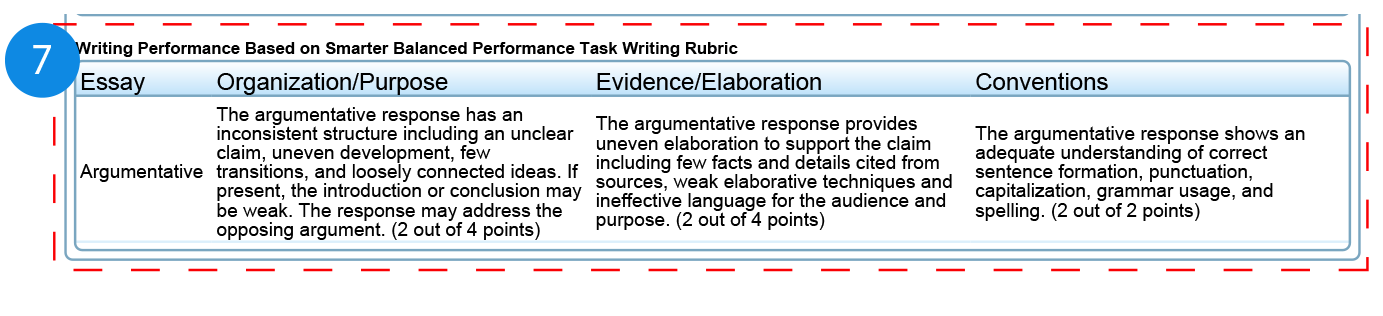 7
Writing Performance Based on Smarter Balanced Performance Task Writing Rubric
Essay Organization/Purpose Evidence/Elaboration Conventions
Argumentative
The argumentative response has an
inconsistent structure including an unclear
claim, uneven development, few
transitions, and loosely connected ideas. If
present, the introduction or conclusion may
be weak. The response may address the
opposing argument. (2 out of 4 points)
The argumentative response provides
uneven elaboration to support the claim
including few facts and details cited from
sources, weak elaborative techniques and
ineffective language for the audience and
purpose. (2 out of 4 points)
The argumentative response shows an
adequate understanding of correct
sentence formation, punctuation,
capitalization, grammar usage, and
spelling. (2 out of 2 points)